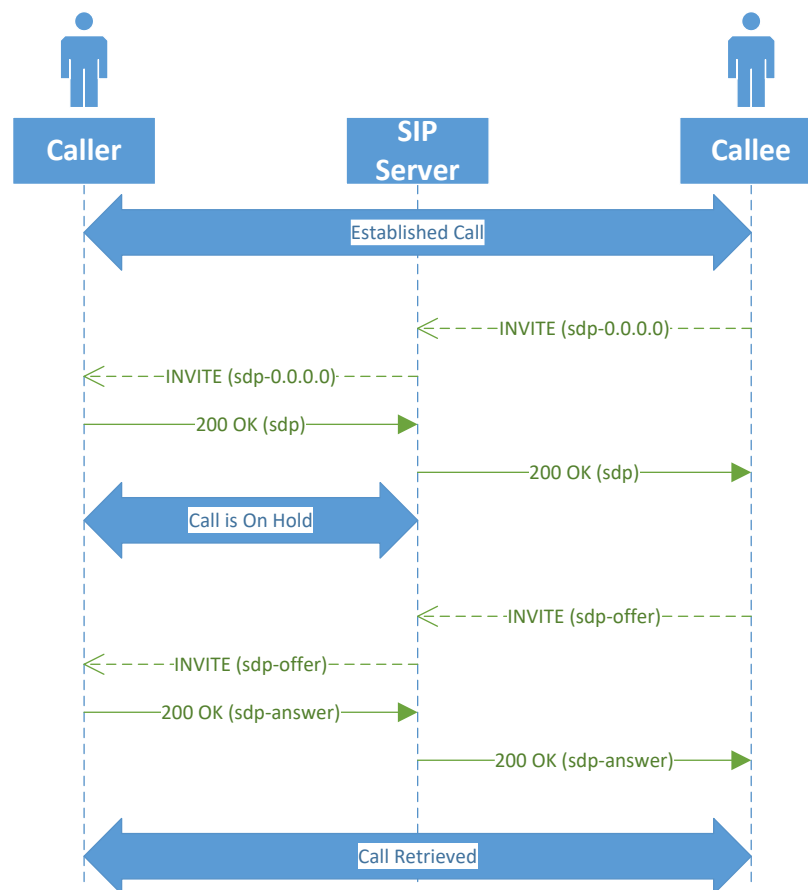 Caller
SIP
Server
Callee
Established Call
INVITE (sdp-0.0.0.0)
INVITE (sdp-0.0.0.0)
200 OK (sdp)
200 OK (sdp)
Call is On Hold
INVITE (sdp-offer)
INVITE (sdp-offer)
200 OK (sdp-answer)
200 OK (sdp-answer)
Call Retrieved